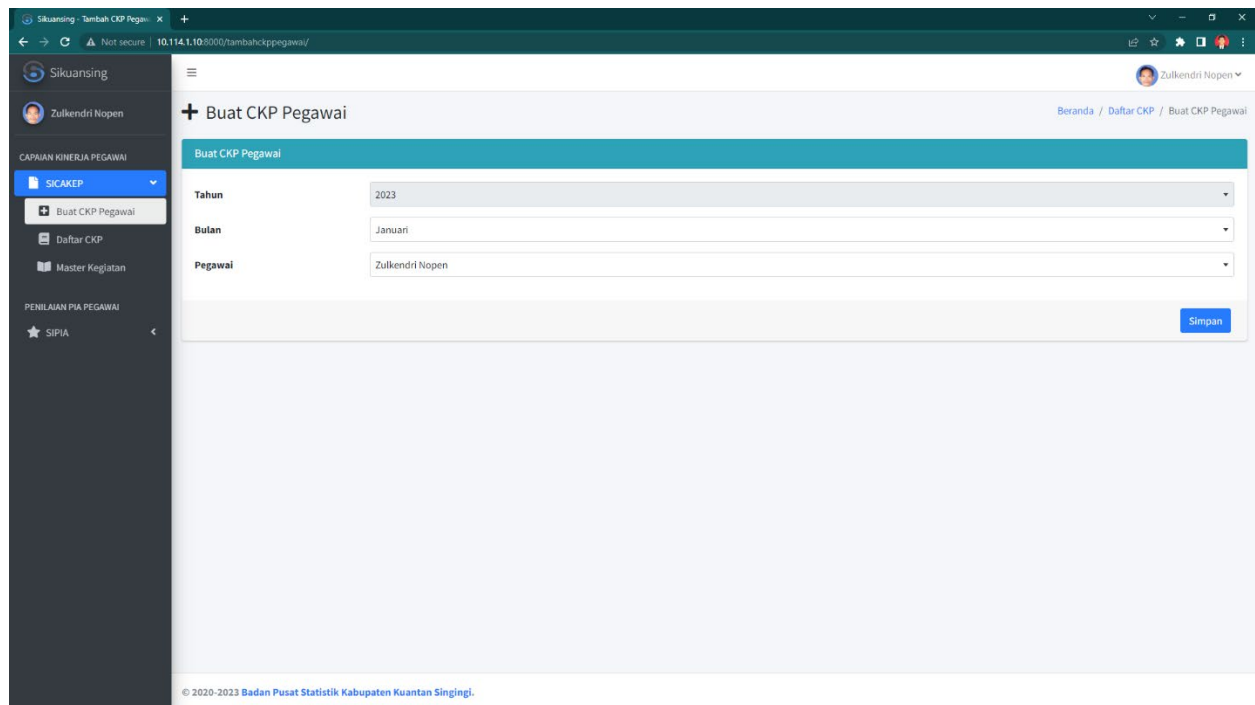 Sikuansing - Tambah CKP Pegaw
Not secure | 10.114.1.10:8000/tambahckppegawai/
Sikuansing
Zulkendri Nopen
Zulkendri Nopen
Buat CKP Pegawai
Beranda / Daftar CKP / Buat CKP Pegawai
CAPAIAN KINERJA PEGAWAI
SICAKEP
Buat CKP Pegawai
Daftar CKP
Master Kegiatan
PENILAIAN PIA PEGAWAI
SIPIA
Buat CKP Pegawai
Tahun 2023
Bulan Januari
Pegawai Zulkendri Nopen
Simpan
© 2020-2023 Badan Pusat Statistik Kabupaten Kuantan Singingi.